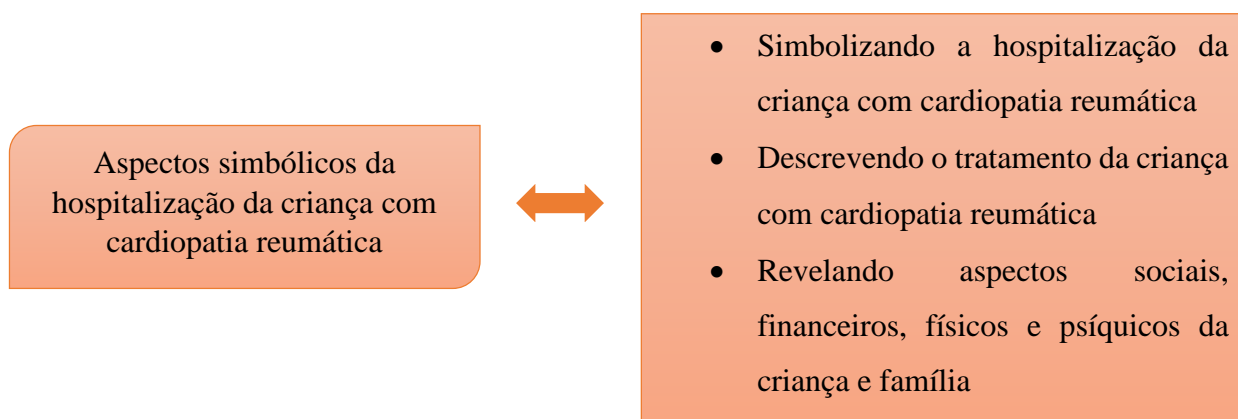 Aspectos simbólicos da
hospitalização da criança com
cardiopatia reumática
• Simbolizando a hospitalização da
criança com cardiopatia reumática
• Descrevendo o tratamento da criança
com cardiopatia reumática
• Revelando aspectos sociais,
financeiros, físicos e psíquicos da
criança e família